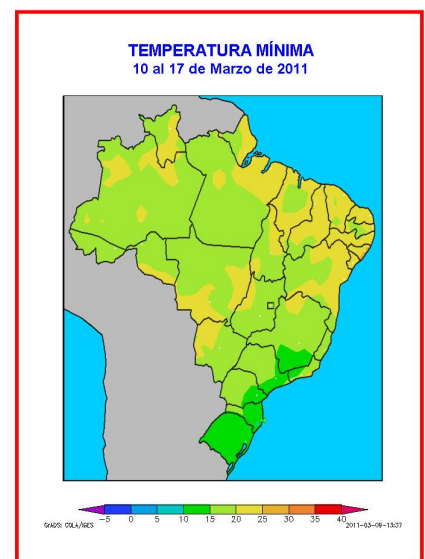 TEMPERATURA MÍNIMA
10 al 17 de Marzo de 2011
-5 0 5 10 15 20 25 30 35 40
GrADS: COLA/IGES
2011-03-09-13:37